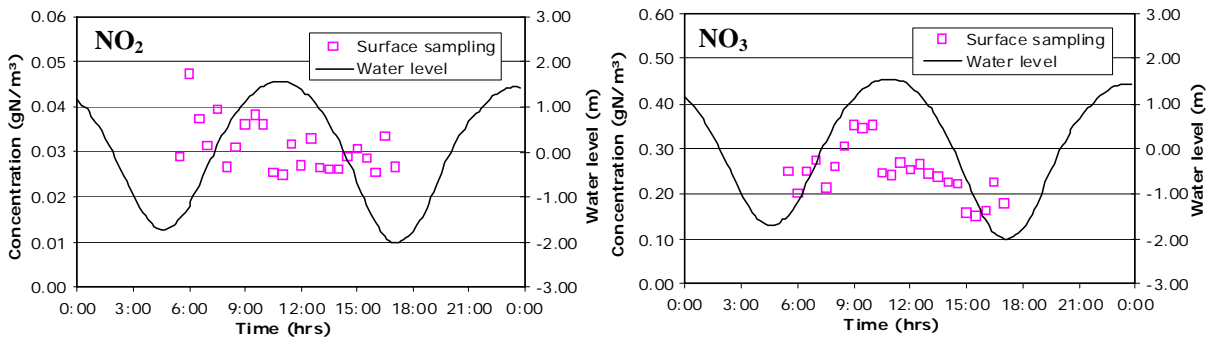 NO₂
Surface sampling
Water level
Concentration (gN/m³)
0.06
0.05
0.04
0.03
0.02
0.01
0.00
3.00
2.00
1.00
0.00
-1.00
-2.00
-3.00
Water level (m)
0:00 3:00 6:00 9:00 12:00 15:00 18:00 21:00 0:00
Time (hrs)
NO₃
Surface sampling
Water level
Concentration (gN/m³)
0.60
0.50
0.40
0.30
0.20
0.10
0.00
3.00
2.00
1.00
0.00
-1.00
-2.00
-3.00
Water level (m)
0:00 3:00 6:00 9:00 12:00 15:00 18:00 21:00 0:00
Time (hrs)